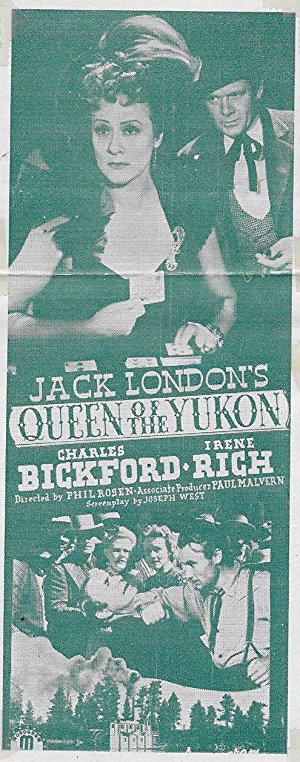 JACK LONDON'S
QUEEN OF THE YUKON
CHARLES IRENE
BICKFORD · RICH
Directed by PHIL ROSEN - Associate Producer PAUL MALVERN
Screenplay by JOSEPH WEST